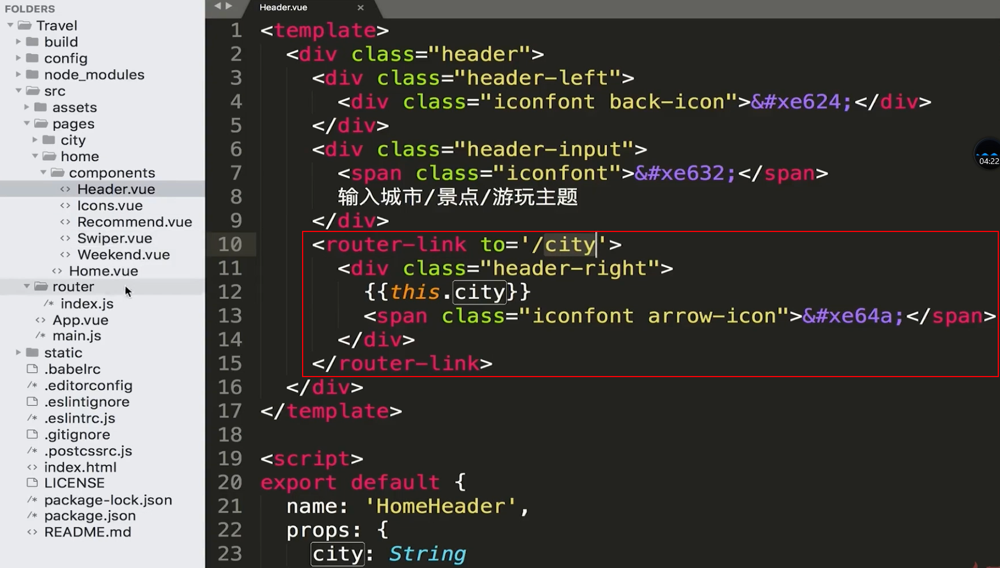 FOLDERS
Travel
build
config
node_modules
src
assets
pages
city
home
components
<> Header.vue
<> Icons.vue
<> Recommend.vue
<> Swiper.vue
<> Weekend.vue
<> Home.vue
router
/* index.js
<> App.vue
/* main.js
static
.babelrc
/* .editorconfig
.eslintignore
/* .eslintrc.js
.gitignore
/* .postcssrc.js
<> index.html
LICENSE
/* package-lock.json
/* package.json
<> README.md
Header.vue ×
1 <template>
2 <div class="header">
3 <div class="header-left">
4 <div class="iconfont back-icon">&#xe624;</div>
5 </div>
6 <div class="header-input">
7 <span class="iconfont">&#xe632;</span>
8 输入城市/景点/游玩主题
9 </div>
10 <router-link to='/city'>
11 <div class="header-right">
12 {{this.city}}
13 <span class="iconfont arrow-icon">&#xe64a;</span>
14 </div>
15 </router-link>
16 </div>
17 </template>
18
19 <script>
20 export default {
21 name: 'HomeHeader',
22 props: {
23 city: String
04:22